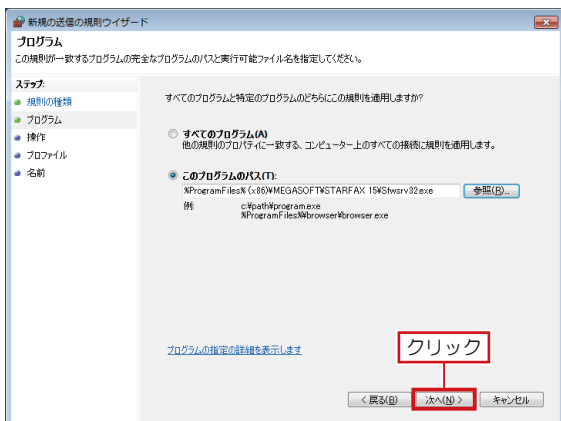 新規の送信の規則ウィザード
プログラム
この規則が一致するプログラムの完全なプログラムのパスと実行可能ファイル名を指定してください。
ステップ:
規則の種類
プログラム
操作
プロファイル
名前
すべてのプログラムと特定のプログラムのどちらにこの規則を適用しますか?
すべてのプログラム(A)
他の規則のプロパティに一致する、コンピューター上のすべての接続に規則を適用します。
このプログラムのパス(T):
%ProgramFiles% (x86)¥MEGASOFT¥STARFAX 15¥Sfwsrv32.exe
参照(R)...
例:
c:¥path¥program.exe
%ProgramFiles%¥browser¥browser.exe
プログラムの指定の詳細を表示します
クリック
< 戻る(B)
次へ(N) >
キャンセル